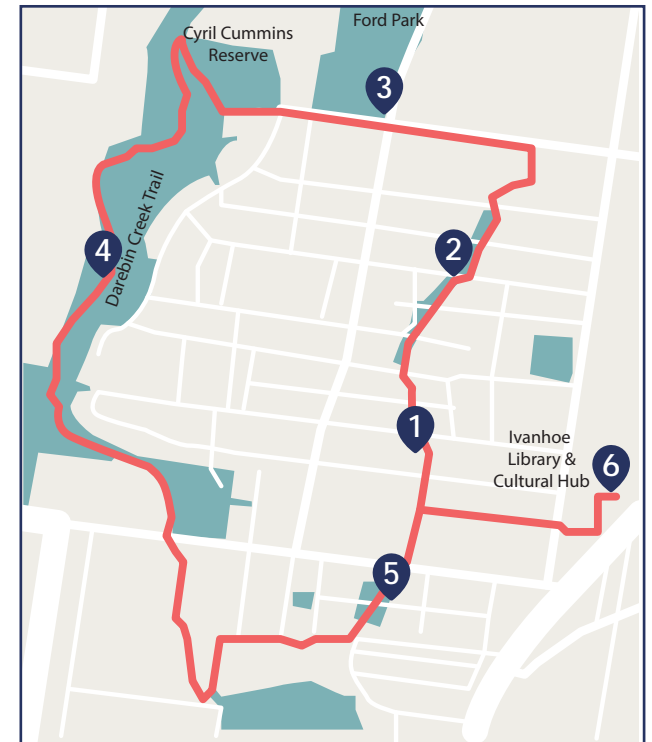 Ford Park
Cyril Cummins
Reserve
3
2
4
Darebin Creek Trail
1
Ivanhoe
Library &
Cultural Hub
6
5